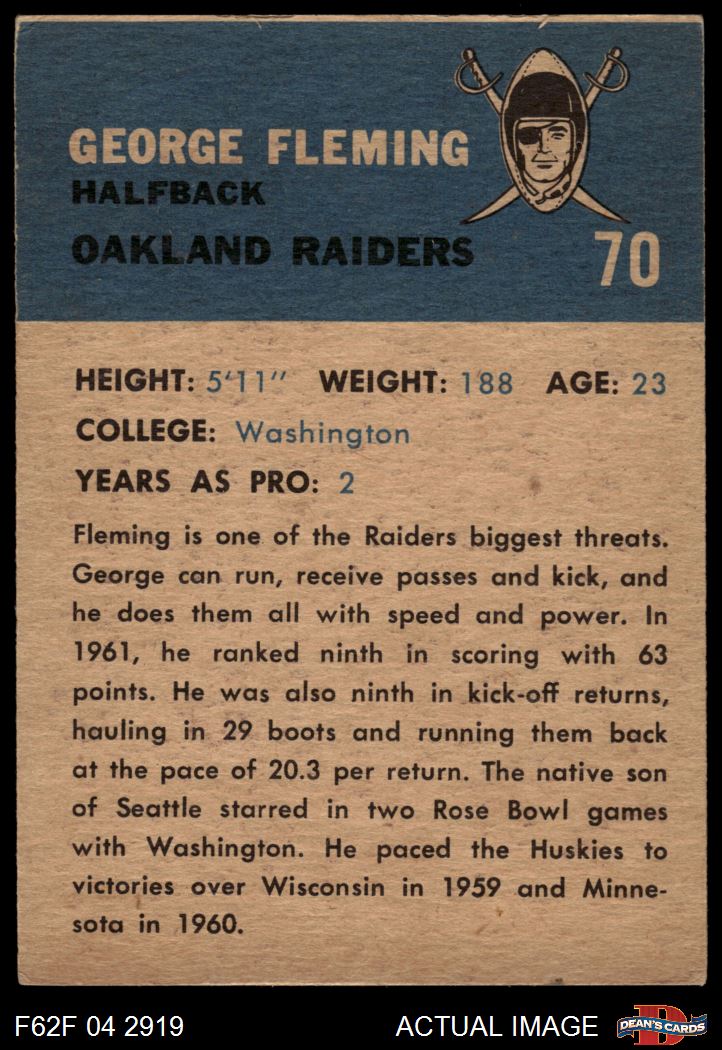 GEORGE FLEMING
HALFBACK
OAKLAND RAIDERS
70
HEIGHT: 5'11" WEIGHT: 188 AGE: 23
COLLEGE: Washington
YEARS AS PRO: 2
Fleming is one of the Raiders biggest threats.
George can run, receive passes and kick, and
he does them all with speed and power. In
1961, he ranked ninth in scoring with 63
points. He was also ninth in kick-off returns,
hauling in 29 boots and running them back
at the pace of 20.3 per return. The native son
of Seattle starred in two Rose Bowl games
with Washington. He paced the Huskies to
victories over Wisconsin in 1959 and Minne-
sota in 1960.
F62F 04 2919 ACTUAL IMAGE D DEAN'S CARDS